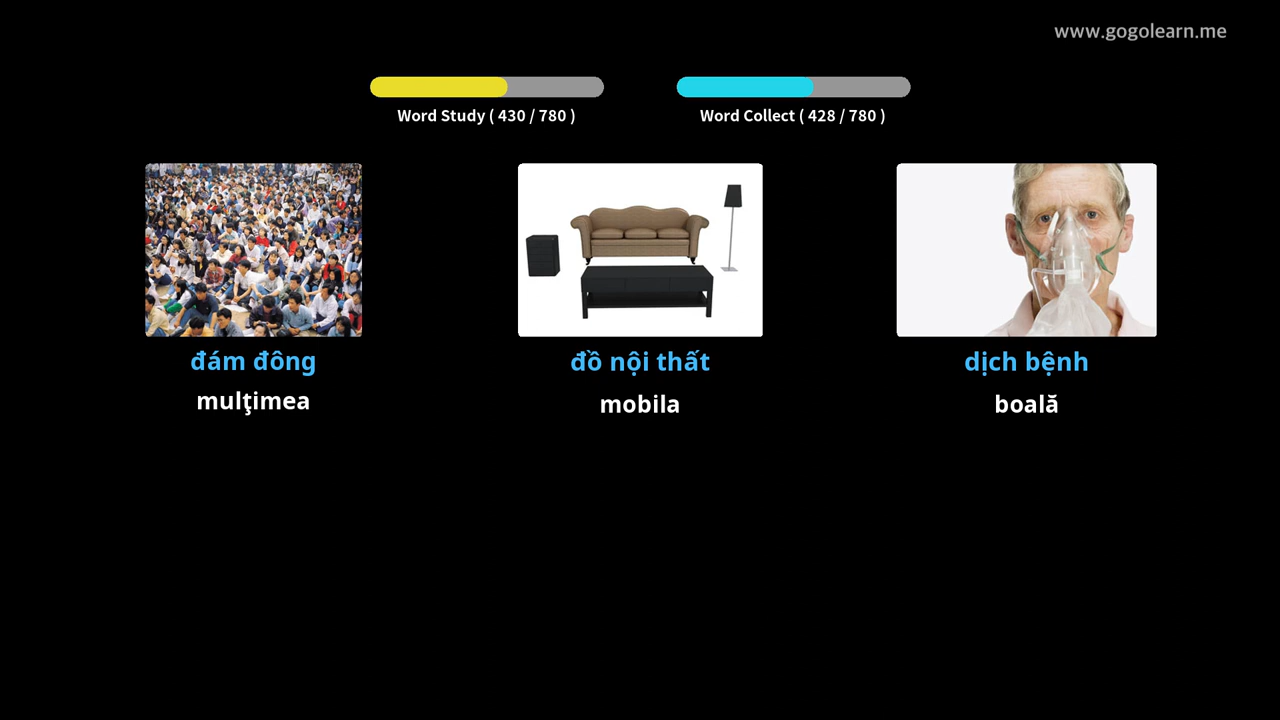 www.gogolearn.me
Word Study ( 430 / 780 )
Word Collect ( 428 / 780 )
đám đông
mulţimea
đồ nội thất
mobila
dịch bệnh
boală